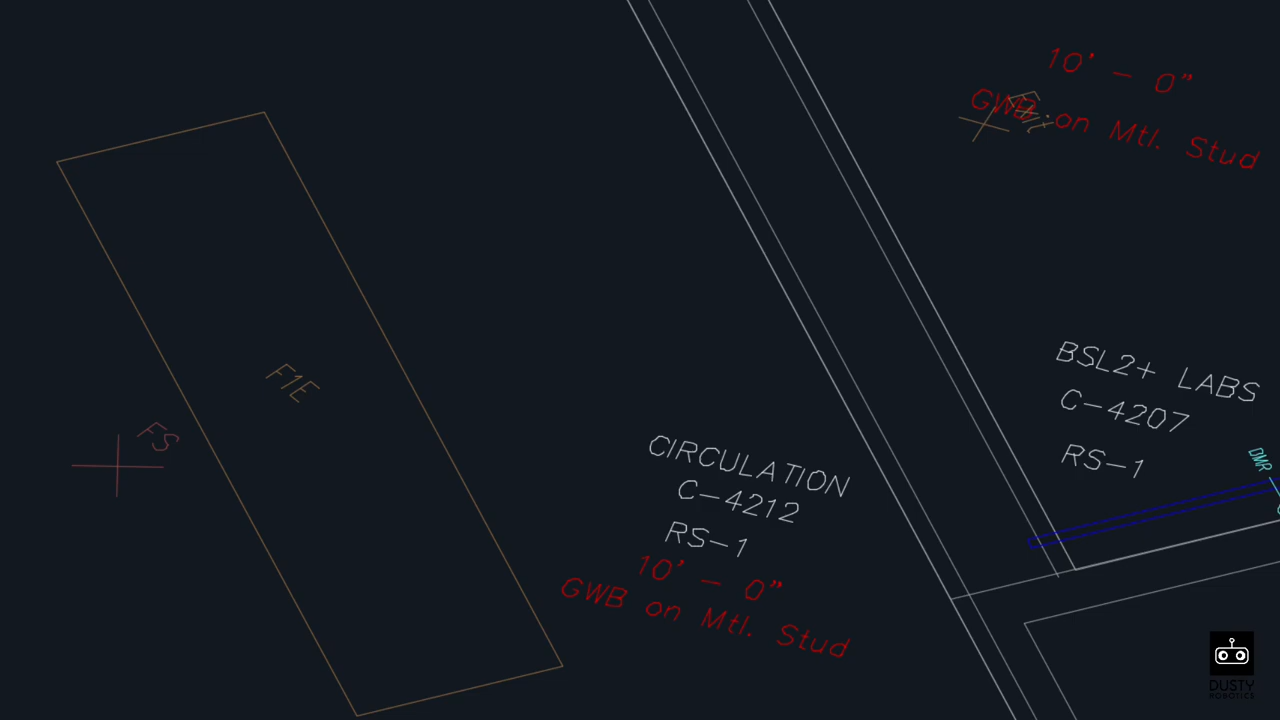 10' - 0"
GWB on Mtl. Stud
BSL2+ LABS
C-4207
RS-1
DMR
F1E
FS
CIRCULATION
C-4212
RS-1
10' - 0"
GWB on Mtl. Stud
DUSTY
ROBOTICS